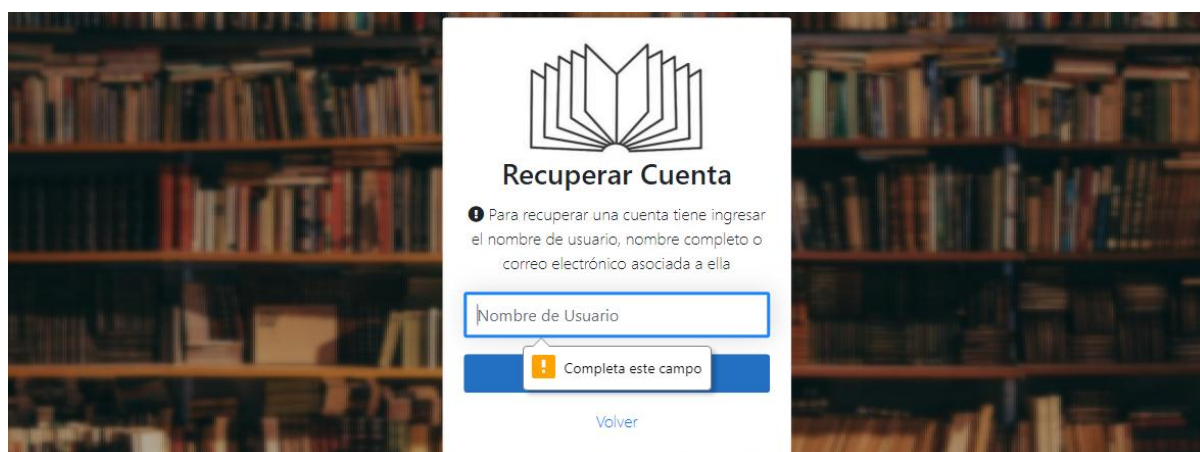 Recuperar Cuenta
Para recuperar una cuenta tiene ingresar
el nombre de usuario, nombre completo o
correo electrónico asociada a ella
Nombre de Usuario
Completa este campo
Volver